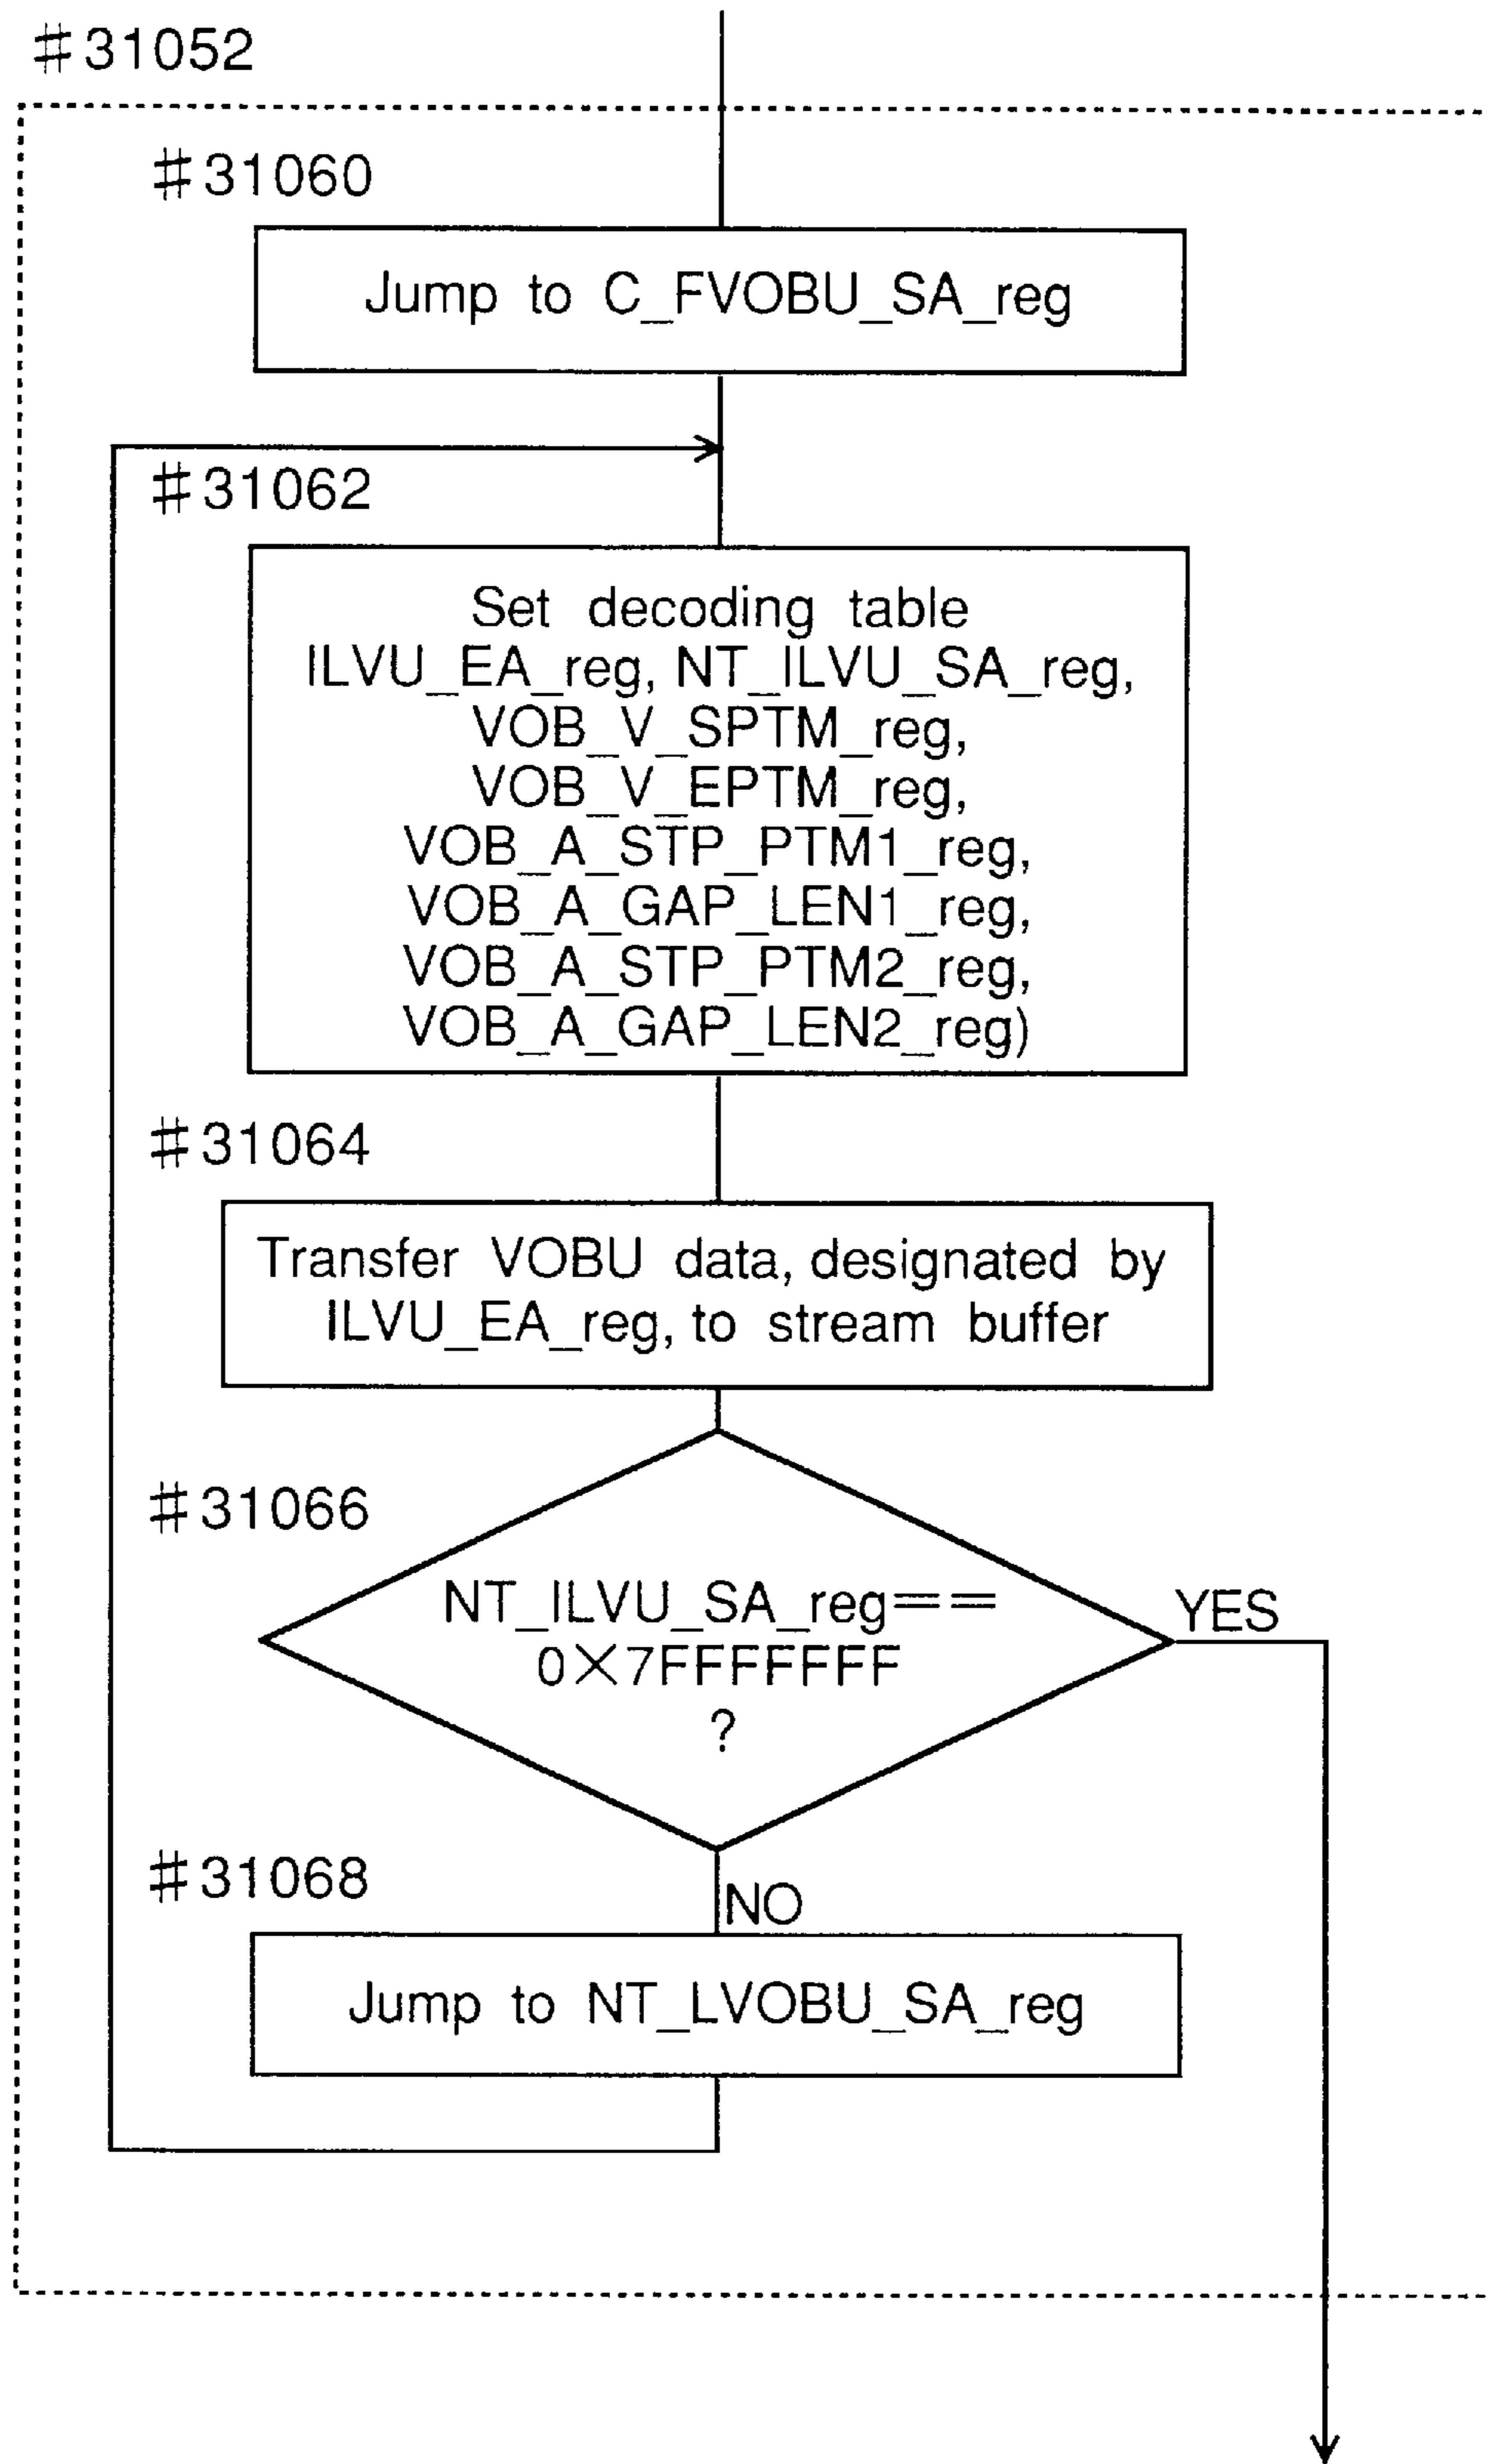 #31052
#31060
Jump to C_FVOBU_SA_reg
#31062
Set decoding table
ILVU_EA_reg, NT_ILVU_SA_reg,
VOB_V_SPTM_reg,
VOB_V_EPTM_reg,
VOB_A_STP_PTM1_reg,
VOB_A_GAP_LEN1_reg,
VOB_A_STP_PTM2_reg,
VOB_A_GAP_LEN2_reg)
#31064
Transfer VOBU data, designated by
ILVU_EA_reg, to stream buffer
#31066
NT_ILVU_SA_reg==
0×7FFFFFFF
?
YES
#31068
NO
Jump to NT_LVOBU_SA_reg